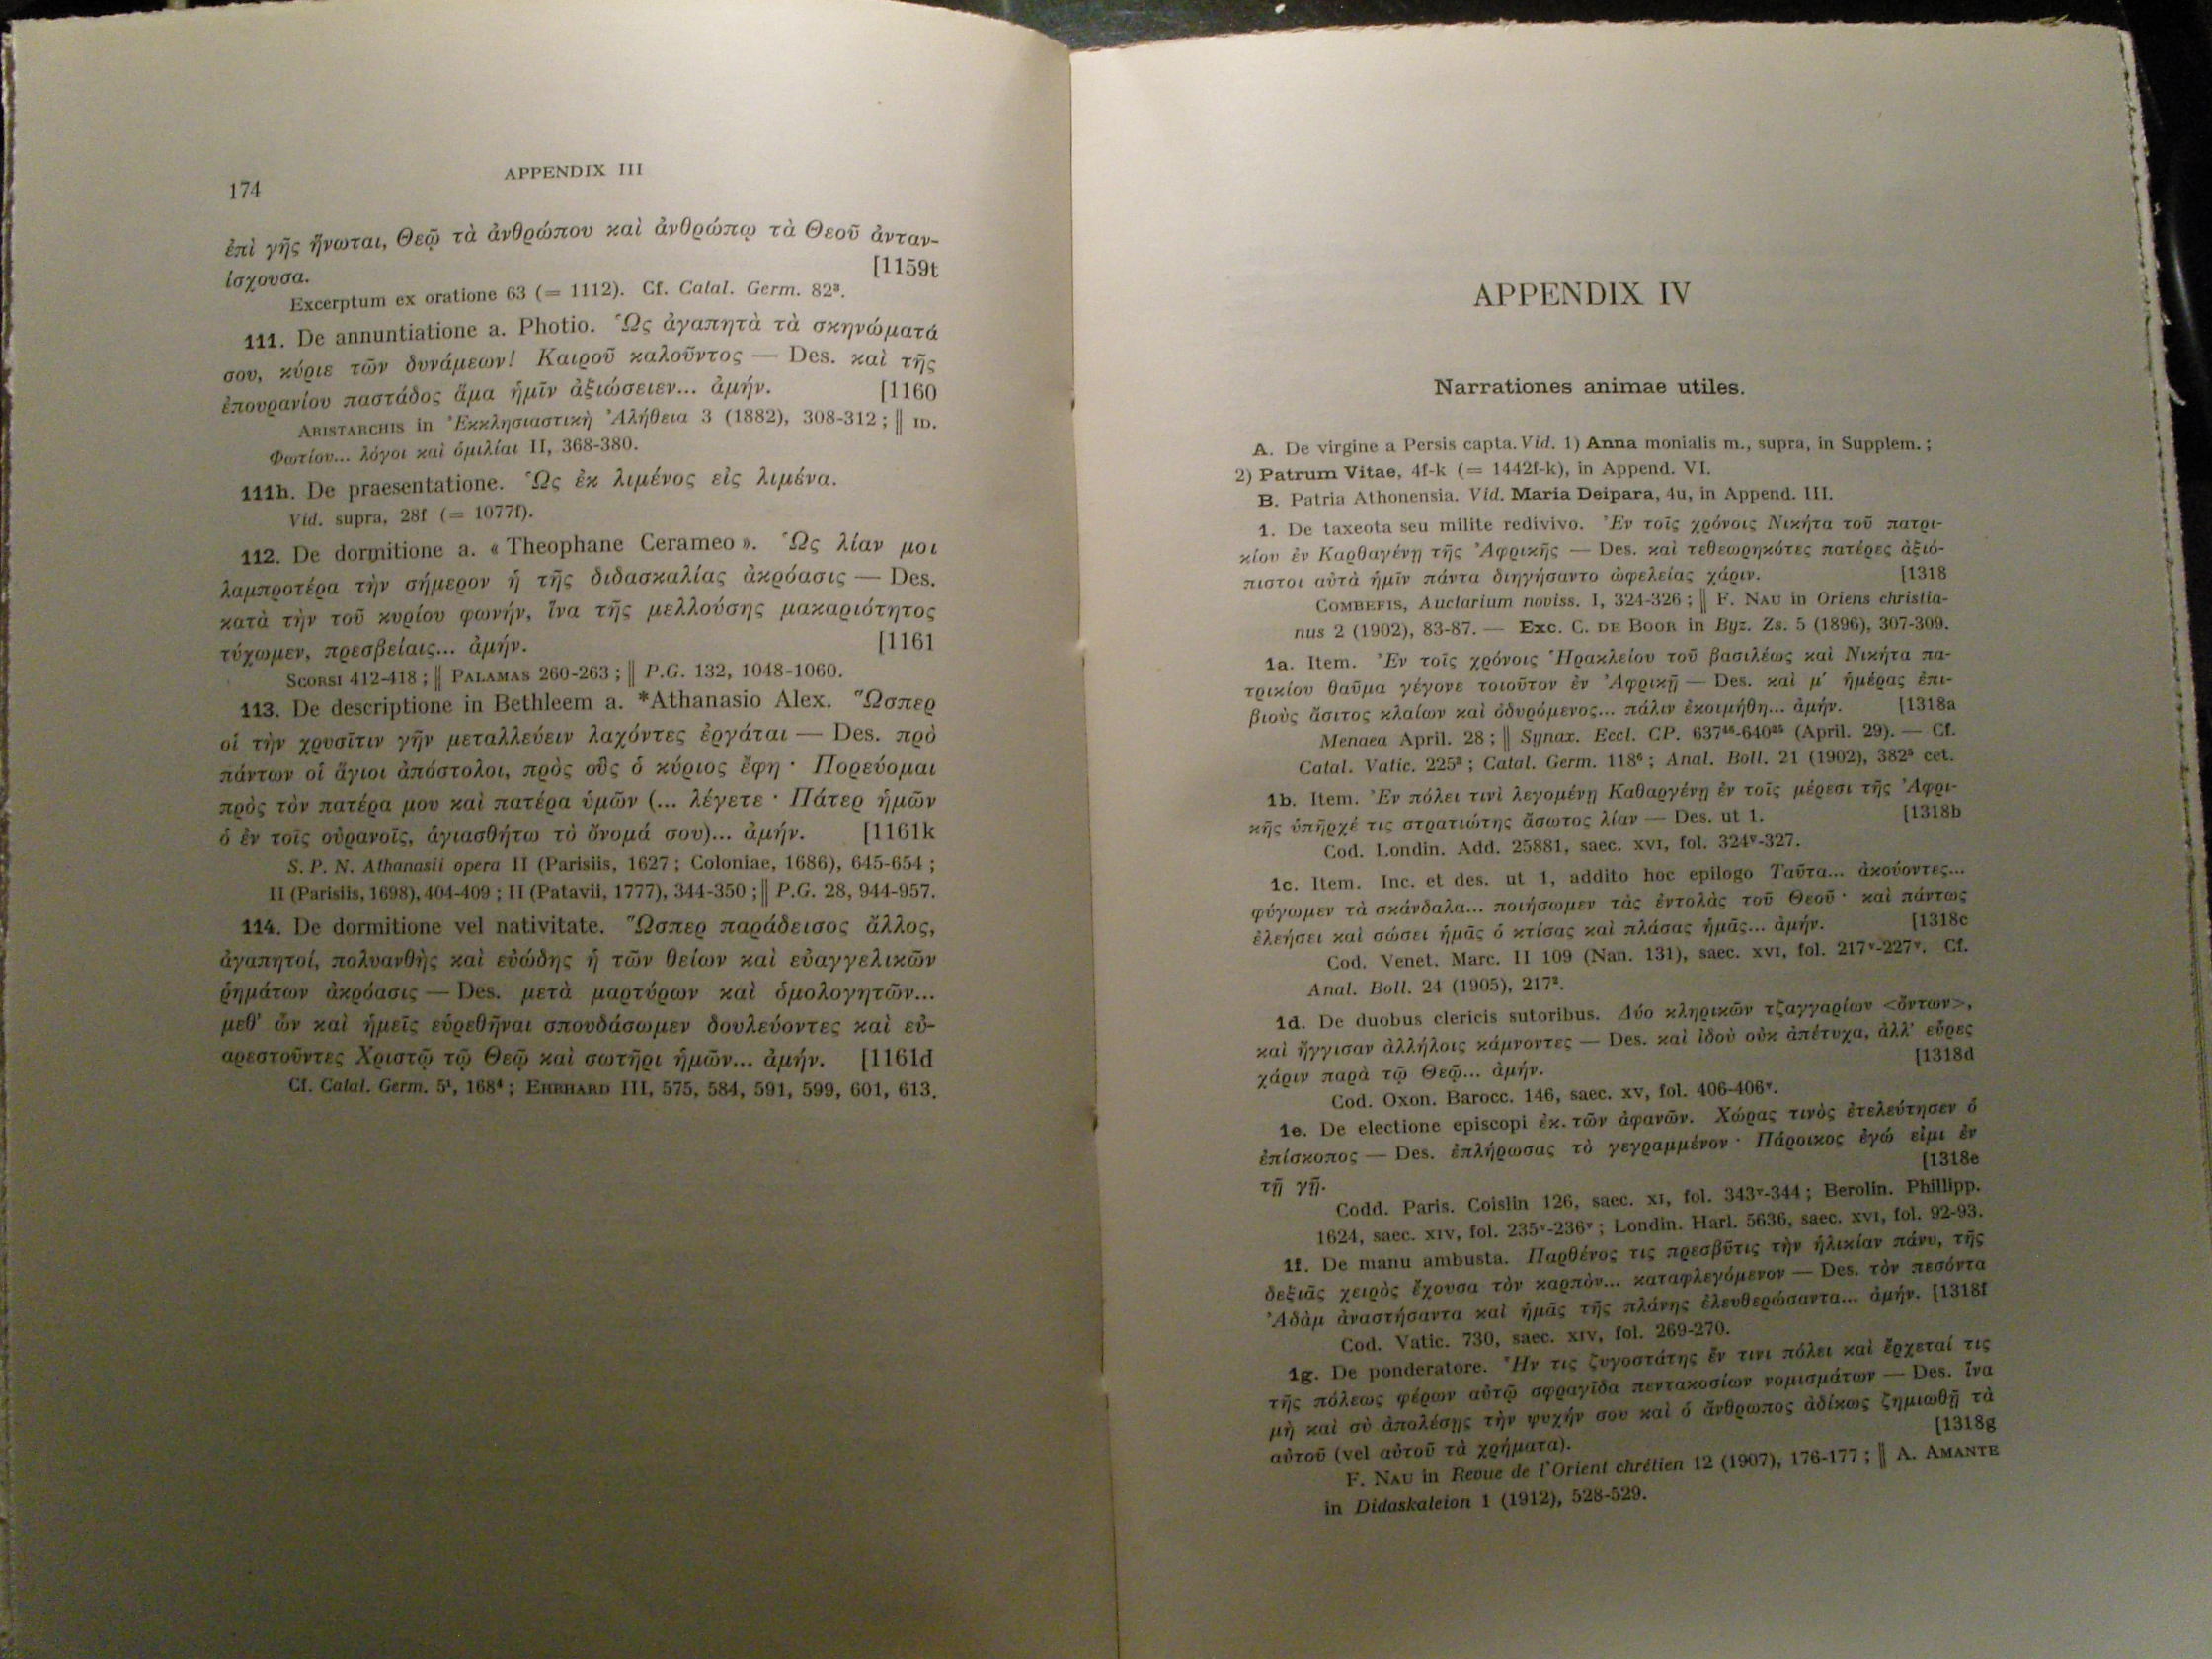 174
APPENDIX III
ἐπὶ γῆς ἥνωται, Θεῷ τὰ ἀνθρώπου καὶ ἀνθρώπῳ τὰ Θεοῦ ἀνταν-
ίσχουσα. [1159t
Excerptum ex oratione 63 (= 1112). Cf. Catal. Germ. 82³.
111. De annuntiatione a. Photio. Ὡς ἀγαπητὰ τὰ σκηνώματά
σου, κύριε τῶν δυνάμεων! Καιροῦ καλοῦντος — Des. καὶ τῆς
ἐπουρανίου παστάδος ἅμα ἡμῖν ἀξιώσειεν... ἀμήν. [1160
ARISTARCHIS in Ἐκκλησιαστικὴ Ἀλήθεια 3 (1882), 308-312 ; || ID.
Φωτίου... λόγοι καὶ ὁμιλίαι II, 368-380.
111h. De praesentatione. Ὡς ἐκ λιμένος εἰς λιμένα.
Vid. supra, 28f (= 1077f).
112. De dormitione a. « Theophane Cerameo ». Ὡς λίαν μοι
λαμπροτέρα τὴν σήμερον ἡ τῆς διδασκαλίας ἀκρόασις — Des.
κατὰ τὴν τοῦ κυρίου φωνήν, ἵνα τῆς μελλούσης μακαριότητος
τύχωμεν, πρεσβείαις... ἀμήν. [1161
SCORSI 412-418 ; || PALAMAS 260-263 ; || P.G. 132, 1048-1060.
113. De descriptione in Bethleem a. *Athanasio Alex. Ὥσπερ
οἱ τὴν χρυσῖτιν γῆν μεταλλεύειν λαχόντες ἐργάται — Des. πρὸ
πάντων οἱ ἅγιοι ἀπόστολοι, πρὸς οὓς ὁ κύριος ἔφη · Πορεύομαι
πρὸς τὸν πατέρα μου καὶ πατέρα ὑμῶν (... λέγετε · Πάτερ ἡμῶν
ὁ ἐν τοῖς οὐρανοῖς, ἁγιασθήτω τὸ ὄνομά σου)... ἀμήν. [1161k
S. P. N. Athanasii opera II (Parisiis, 1627 ; Coloniae, 1686), 645-654 ;
II (Parisiis, 1698), 404-409 ; II (Patavii, 1777), 344-350 ; || P.G. 28, 944-957.
114. De dormitione vel nativitate. Ὥσπερ παράδεισος ἄλλος,
ἀγαπητοί, πολυανθὴς καὶ εὐώδης ἡ τῶν θείων καὶ εὐαγγελικῶν
ῥημάτων ἀκρόασις — Des. μετὰ μαρτύρων καὶ ὁμολογητῶν...
μεθ' ὧν καὶ ἡμεῖς εὑρεθῆναι σπουδάσωμεν δουλεύοντες καὶ εὐ-
αρεστοῦντες Χριστῷ τῷ Θεῷ καὶ σωτῆρι ἡμῶν... ἀμήν. [1161d
Cf. Catal. Germ. 5¹, 168⁴ ; EHRHARD III, 575, 584, 591, 599, 601, 613.
APPENDIX IV
Narrationes animae utiles.
A. De virgine a Persis capta. Vid. 1) Anna monialis m., supra, in Supplem. ;
2) Patrum Vitae, 4f-k (= 1442f-k), in Append. VI.
B. Patria Athonensia. Vid. Maria Deipara, 4u, in Append. III.
1. De taxeota seu milite redivivo. Ἐν τοῖς χρόνοις Νικήτα τοῦ πατρι-
κίου ἐν Καρθαγένῃ τῆς Ἀφρικῆς — Des. καὶ τεθεωρηκότες πατέρες ἀξιό-
πιστοι αὐτὰ ἡμῖν πάντα διηγήσαντο ὠφελείας χάριν. [1318
COMBEFIS, Auctarium noviss. I, 324-326 ; || F. NAU in Oriens christia-
nus 2 (1902), 83-87. — Exc. C. DE BOOR in Byz. Zs. 5 (1896), 307-309.
1a. Item. Ἐν τοῖς χρόνοις Ἡρακλείου τοῦ βασιλέως καὶ Νικήτα πα-
τρικίου θαῦμα γέγονε τοιοῦτον ἐν Ἀφρικῇ — Des. καὶ μ′ ἡμέρας ἐπι-
βιοὺς ἄσιτος κλαίων καὶ ὀδυρόμενος... πάλιν ἐκοιμήθη... ἀμήν. [1318a
Menaea April. 28 ; || Synax. Eccl. CP. 637⁴⁶-640²⁵ (April. 29). — Cf.
Catal. Vatic. 225² ; Catal. Germ. 118⁶ ; Anal. Boll. 21 (1902), 382⁵ cet.
1b. Item. Ἐν πόλει τινὶ λεγομένῃ Καθαργένῃ ἐν τοῖς μέρεσι τῆς Ἀφρι-
κῆς ὑπῆρχέ τις στρατιώτης ἄσωτος λίαν — Des. ut 1. [1318b
Cod. Londin. Add. 25881, saec. XVI, fol. 324ᵛ-327.
1c. Item. Inc. et des. ut 1, addito hoc epilogo Ταῦτα... ἀκούοντες...
φύγωμεν τὰ σκάνδαλα... ποιήσωμεν τὰς ἐντολὰς τοῦ Θεοῦ · καὶ πάντως
ἐλεήσει καὶ σώσει ἡμᾶς ὁ κτίσας καὶ πλάσας ἡμᾶς... ἀμήν. [1318c
Cod. Venet. Marc. II 109 (Nan. 131), saec. XVI, fol. 217ᵛ-227ᵛ. Cf.
Anal. Boll. 24 (1905), 217².
1d. De duobus clericis sutoribus. Δύο κληρικῶν τζαγγαρίων <ὄντων>,
καὶ ἤγγισαν ἀλλήλοις κάμνοντες — Des. καὶ ἰδοὺ οὐκ ἀπέτυχα, ἀλλ' εὗρες
χάριν παρὰ τῷ Θεῷ... ἀμήν. [1318d
Cod. Oxon. Barocc. 146, saec. XV, fol. 406-406ᵛ.
1e. De electione episcopi ἐκ τῶν ἀφανῶν. Χώρας τινὸς ἐτελεύτησεν ὁ
ἐπίσκοπος — Des. ἐπλήρωσας τὸ γεγραμμένον · Πάροικος ἐγώ εἰμι ἐν
τῇ γῇ. [1318e
Codd. Paris. Coislin 126, saec. XI, fol. 343ᵛ-344 ; Berolin. Phillipp.
1624, saec. XIV, fol. 235ᵛ-236ᵛ ; Londin. Harl. 5636, saec. XVI, fol. 92-93.
1f. De manu ambusta. Παρθένος τις πρεσβῦτις τὴν ἡλικίαν πάνυ, τῆς
δεξιᾶς χειρὸς ἔχουσα τὸν καρπὸν... καταφλεγόμενον — Des. τὸν πεσόντα
Ἀδὰμ ἀναστήσαντα καὶ ἡμᾶς τῆς πλάνης ἐλευθερώσαντα... ἀμήν. [1318f
Cod. Vatic. 730, saec. XIV, fol. 269-270.
1g. De ponderatore. Ἦν τις ζυγοστάτης ἔν τινι πόλει καὶ ἔρχεταί τις
τῆς πόλεως φέρων αὐτῷ σφραγῖδα πεντακοσίων νομισμάτων — Des. ἵνα
μὴ καὶ σὺ ἀπολέσῃς τὴν ψυχήν σου καὶ ὁ ἄνθρωπος ἀδίκως ζημιωθῇ τὰ
αὐτοῦ (vel αὐτοῦ τὰ χρήματα). [1318g
F. NAU in Revue de l'Orient chrétien 12 (1907), 176-177 ; || A. AMANTE
in Didaskaleion 1 (1912), 528-529.